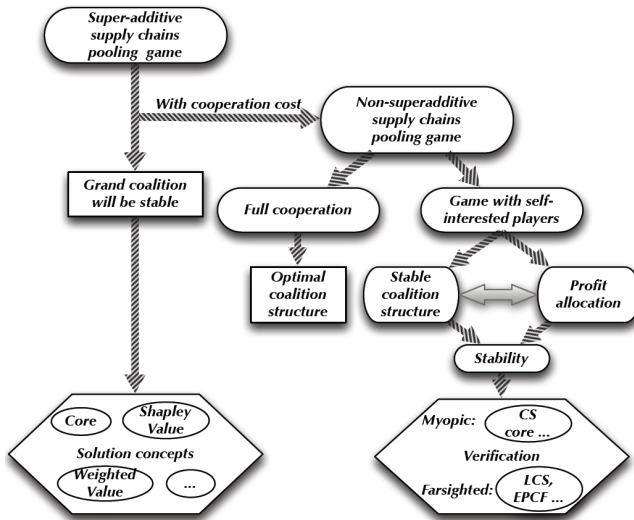 Super-additive
supply chains
pooling game
With cooperation cost
Non-superadditive
supply chains
pooling game
Grand coalition
will be stable
Full cooperation
Game with self-
interested players
Optimal
coalition
structure
Stable
coalition
structure
Profit
allocation
Stability
Core
Shapley
Value
Solution concepts
Weighted
Value
...
Myopic:
CS
core ...
Verification
Farsighted:
LCS,
EPCF ...